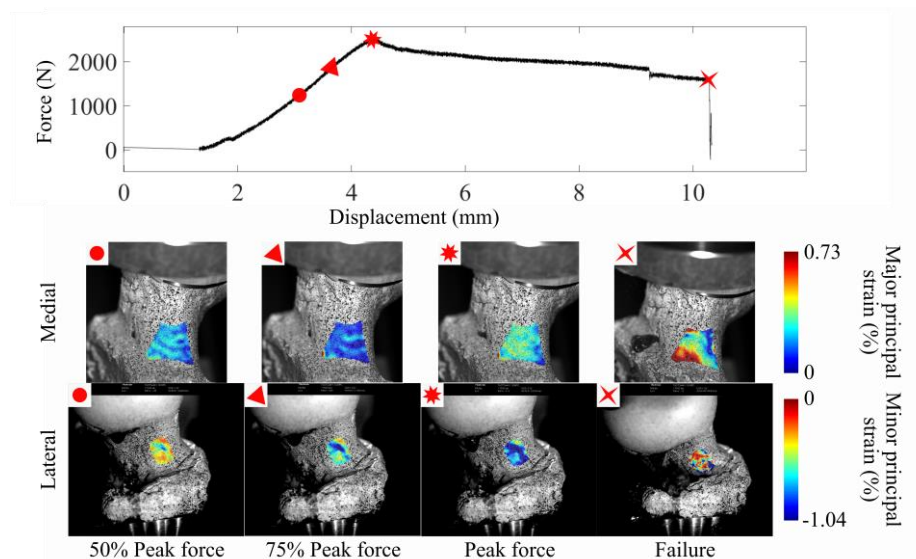 Force (N)
2000
1000
0
0
2
4
6
8
10
Displacement (mm)
Medial
0.73
0
Major principal
strain (%)
Lateral
0
-1.04
Minor principal
strain (%)
50% Peak force
75% Peak force
Peak force
Failure